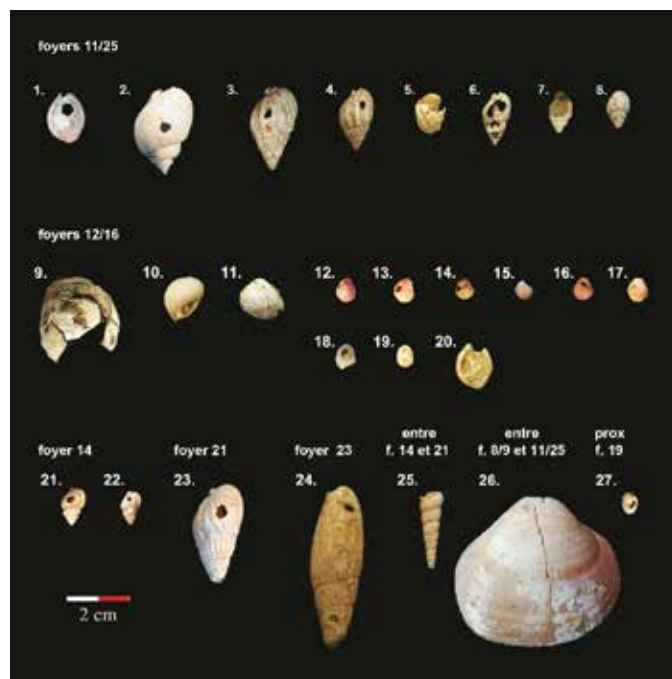 foyers 11/25
1. 2. 3. 4. 5. 6. 7. 8.
foyers 12/16
9. 10. 11. 12. 13. 14. 15. 16. 17.
18. 19. 20.
foyer 14 foyer 21 foyer 23 entre f. 14 et 21 entre f. 8/9 et 11/25 prox f. 19
21. 22. 23. 24. 25. 26. 27.
2 cm